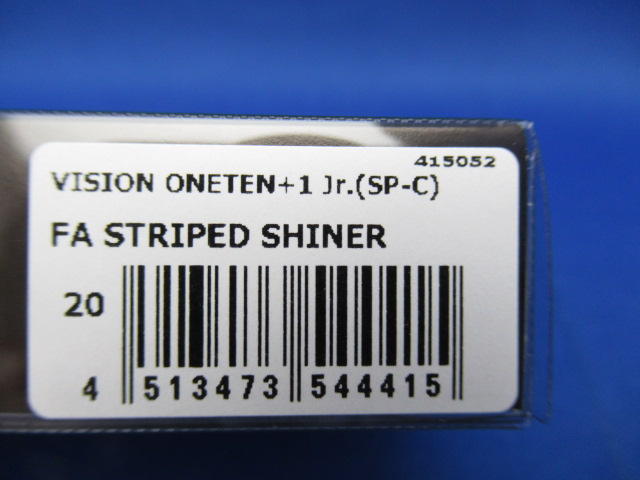 415052
VISION ONETEN+1 Jr.(SP-C)
FA STRIPED SHINER
20
4 513473 544415